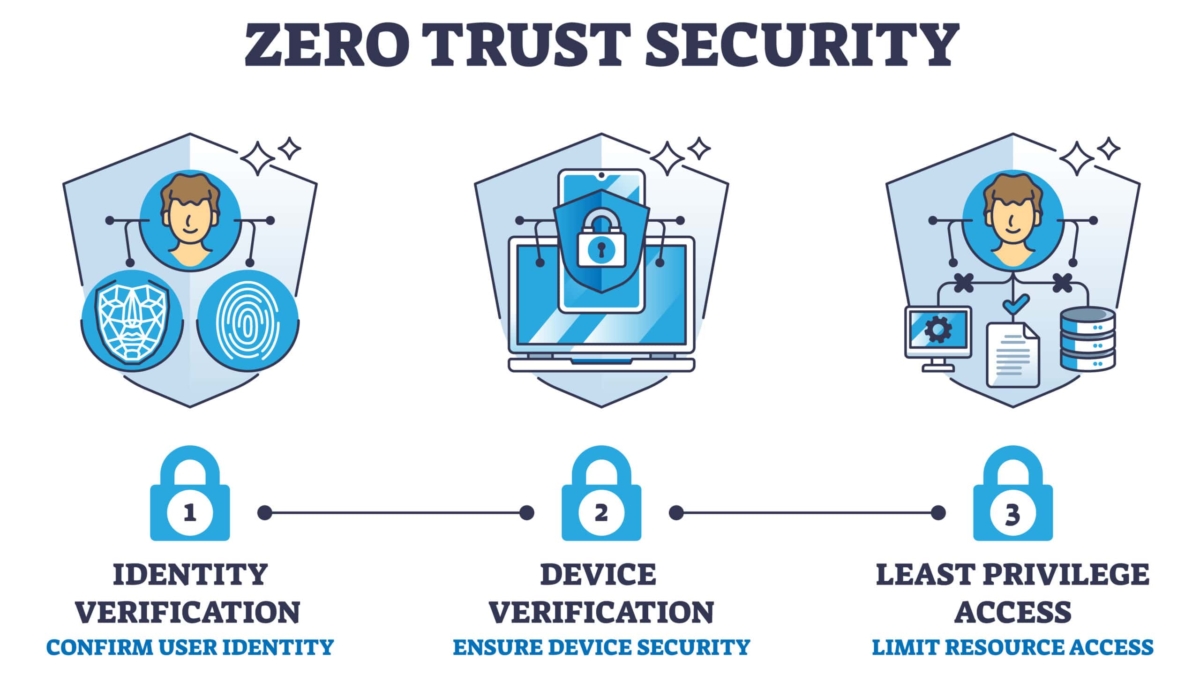 ZERO TRUST SECURITY
1
2
3
IDENTITY
VERIFICATION
CONFIRM USER IDENTITY
DEVICE
VERIFICATION
ENSURE DEVICE SECURITY
LEAST PRIVILEGE
ACCESS
LIMIT RESOURCE ACCESS